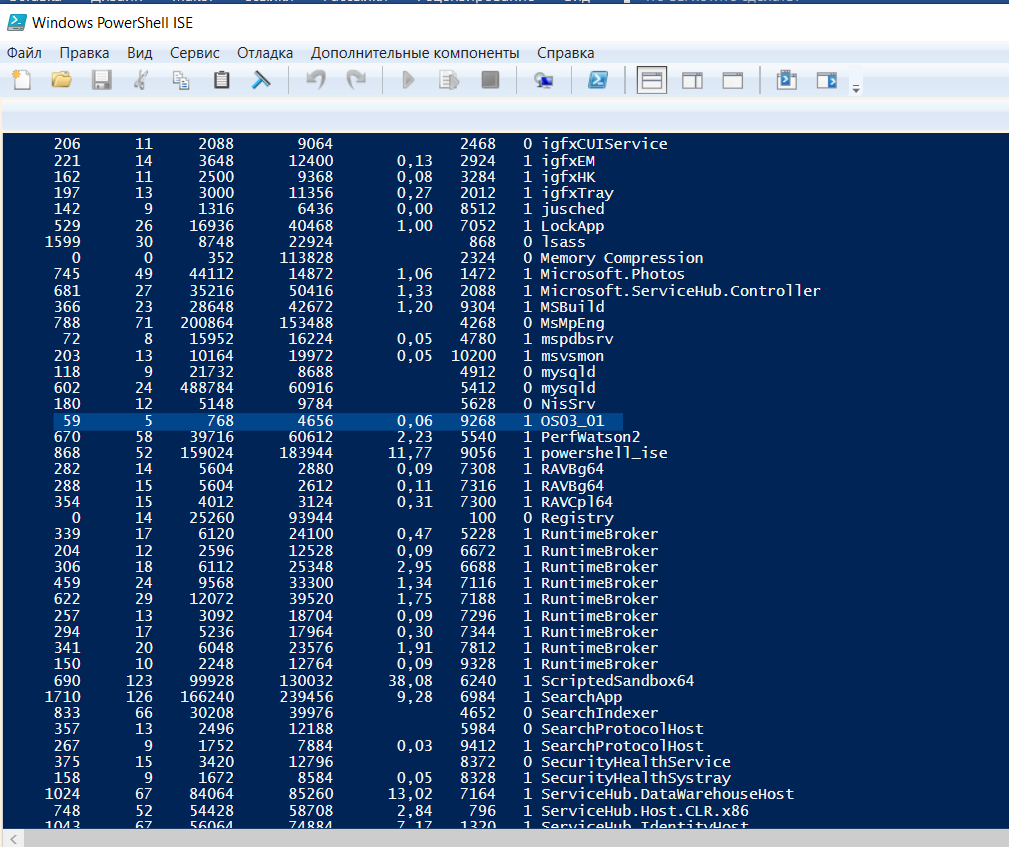 Windows PowerShell ISE
Файл Правка Вид Сервис Отладка Дополнительные компоненты Справка
206 11 2088 9064 2468 0 igfxCUIService
221 14 3648 12400 0,13 2924 1 igfxEM
162 11 2500 9368 0,08 3284 1 igfxHK
197 13 3000 11356 0,27 2012 1 igfxTray
142 9 1316 6436 0,00 8512 1 jusched
529 26 16936 40468 1,00 7052 1 LockApp
1599 30 8748 22924 868 0 lsass
0 0 352 113828 2324 0 Memory Compression
745 49 44112 14872 1,06 1472 1 Microsoft.Photos
681 27 35216 50416 1,33 2088 1 Microsoft.ServiceHub.Controller
366 23 28648 42672 1,20 9304 1 MSBuild
788 71 200864 153488 4268 0 MsMpEng
72 8 15952 16224 0,05 4780 1 mspdbsrv
203 13 10164 19972 0,05 10200 1 msvsmon
118 9 21732 8688 4912 0 mysqld
602 24 488784 60916 5412 0 mysqld
180 12 5148 9784 5628 0 NisSrv
59 5 768 4656 0,06 9268 1 OS03_01
670 58 39716 60612 2,23 5540 1 PerfWatson2
868 52 159024 183944 11,77 9056 1 powershell_ise
282 14 5604 2880 0,09 7308 1 RAVBg64
288 15 5604 2612 0,11 7316 1 RAVBg64
354 15 4012 3124 0,31 7300 1 RAVCpl64
0 14 25260 93944 100 0 Registry
339 17 6120 24100 0,47 5228 1 RuntimeBroker
204 12 2596 12528 0,09 6672 1 RuntimeBroker
306 18 6112 25348 2,95 6688 1 RuntimeBroker
459 24 9568 33300 1,34 7116 1 RuntimeBroker
622 29 12072 39520 1,75 7188 1 RuntimeBroker
257 13 3092 18704 0,09 7296 1 RuntimeBroker
294 17 5236 17964 0,30 7344 1 RuntimeBroker
341 20 6048 23576 1,91 7812 1 RuntimeBroker
150 10 2248 12764 0,09 9328 1 RuntimeBroker
690 123 99928 130032 38,08 6240 1 ScriptedSandbox64
1710 126 166240 239456 9,28 6984 1 SearchApp
833 66 30208 39976 4652 0 SearchIndexer
357 13 2496 12188 5984 0 SearchProtocolHost
267 9 1752 7884 0,03 9412 1 SearchProtocolHost
375 15 3420 12796 8372 0 SecurityHealthService
158 9 1672 8584 0,05 8328 1 SecurityHealthSystray
1024 67 84064 85260 13,02 7164 1 ServiceHub.DataWarehouseHost
748 52 54428 58708 2,84 796 1 ServiceHub.Host.CLR.x86
1043 67 56064 74884 7,17 1320 1 ServiceHub.IdentityHost